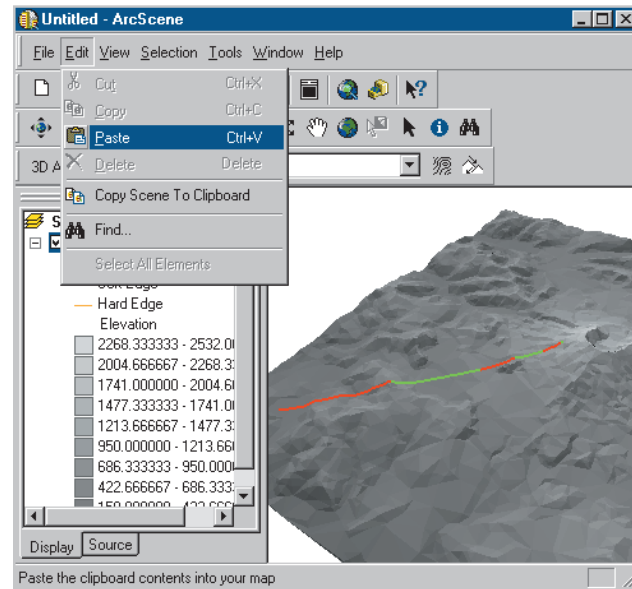 Untitled - ArcScene
File Edit View Selection Tools Window Help
Cut Ctrl+X
Copy Ctrl+C
Paste Ctrl+V
Delete Delete
3D A
Copy Scene To Clipboard
Find...
Select All Elements
S
Hard Edge
Elevation
2268.333333 - 2532.0
2004.666667 - 2268.3
1741.000000 - 2004.6
1477.333333 - 1741.0
1213.666667 - 1477.3
950.000000 - 1213.66
686.333333 - 950.000
422.666667 - 686.333
Display Source
Paste the clipboard contents into your map